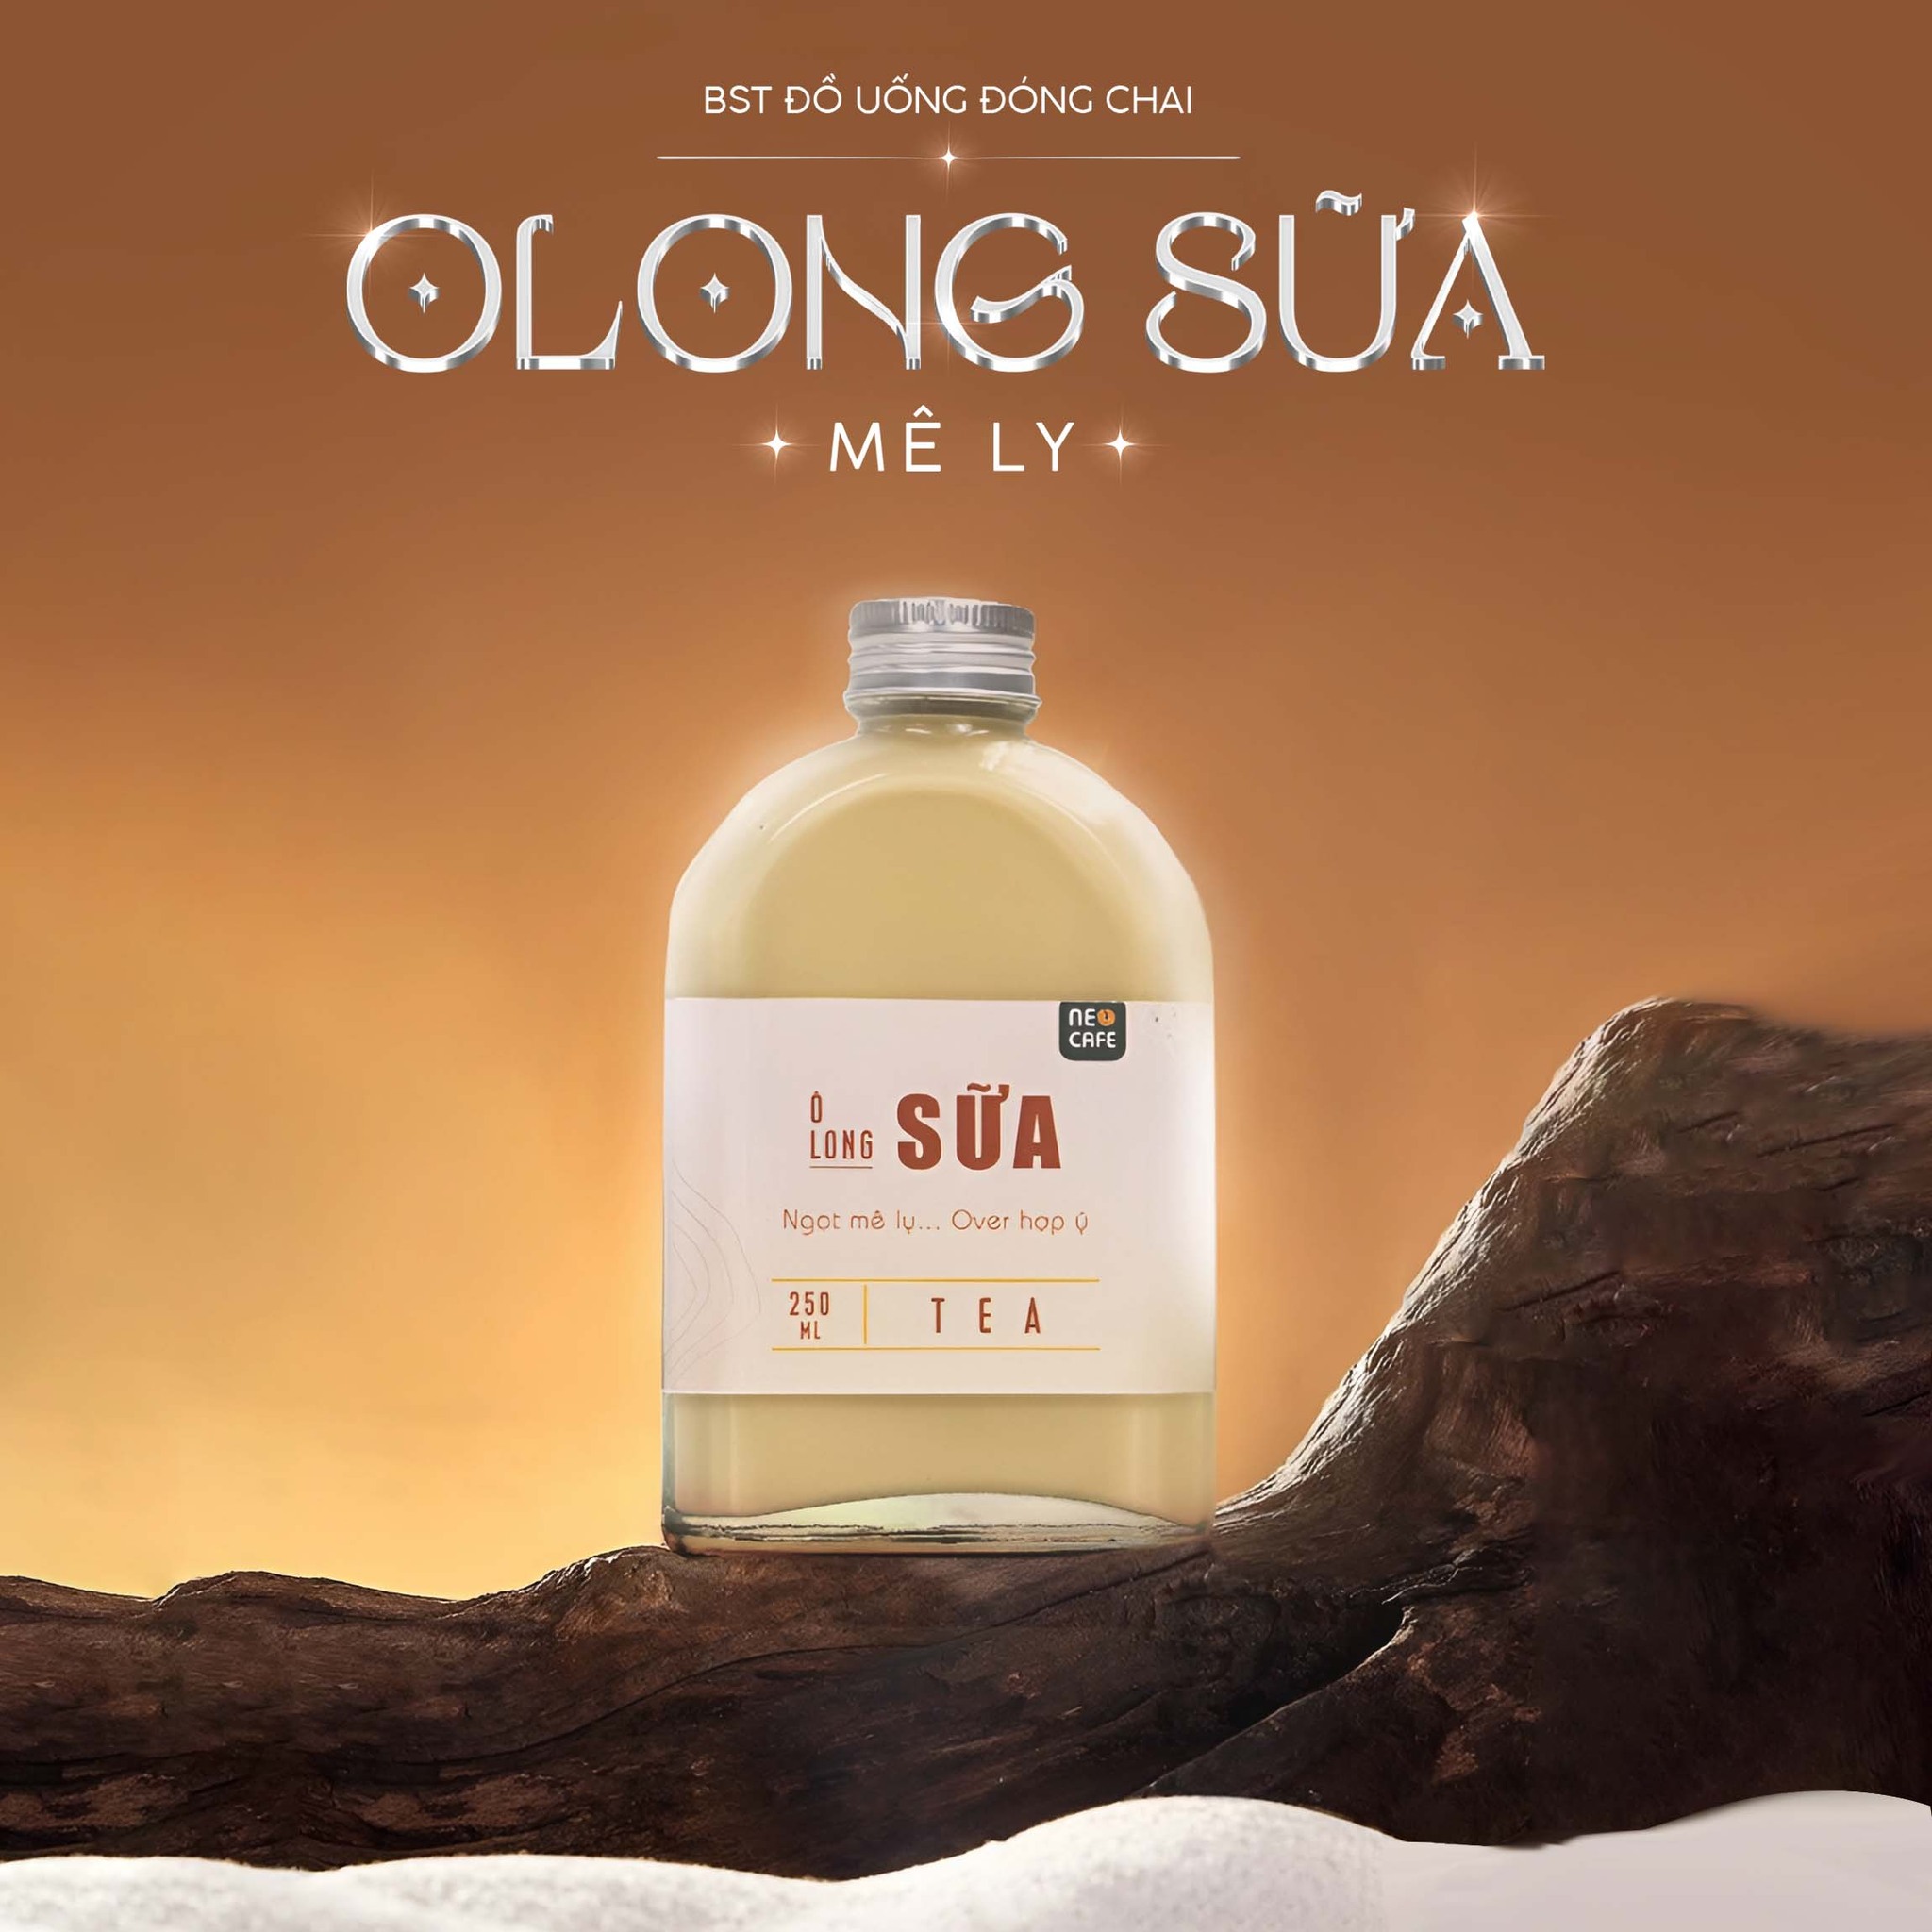 BST ĐỒ UỐNG ĐÓNG CHAI
OLONG SỮA
MÊ LY
NEO
CAFE
Ô
LONG SỮA
Ngọt mê ly... Over hợp ý
250
ML
TEA